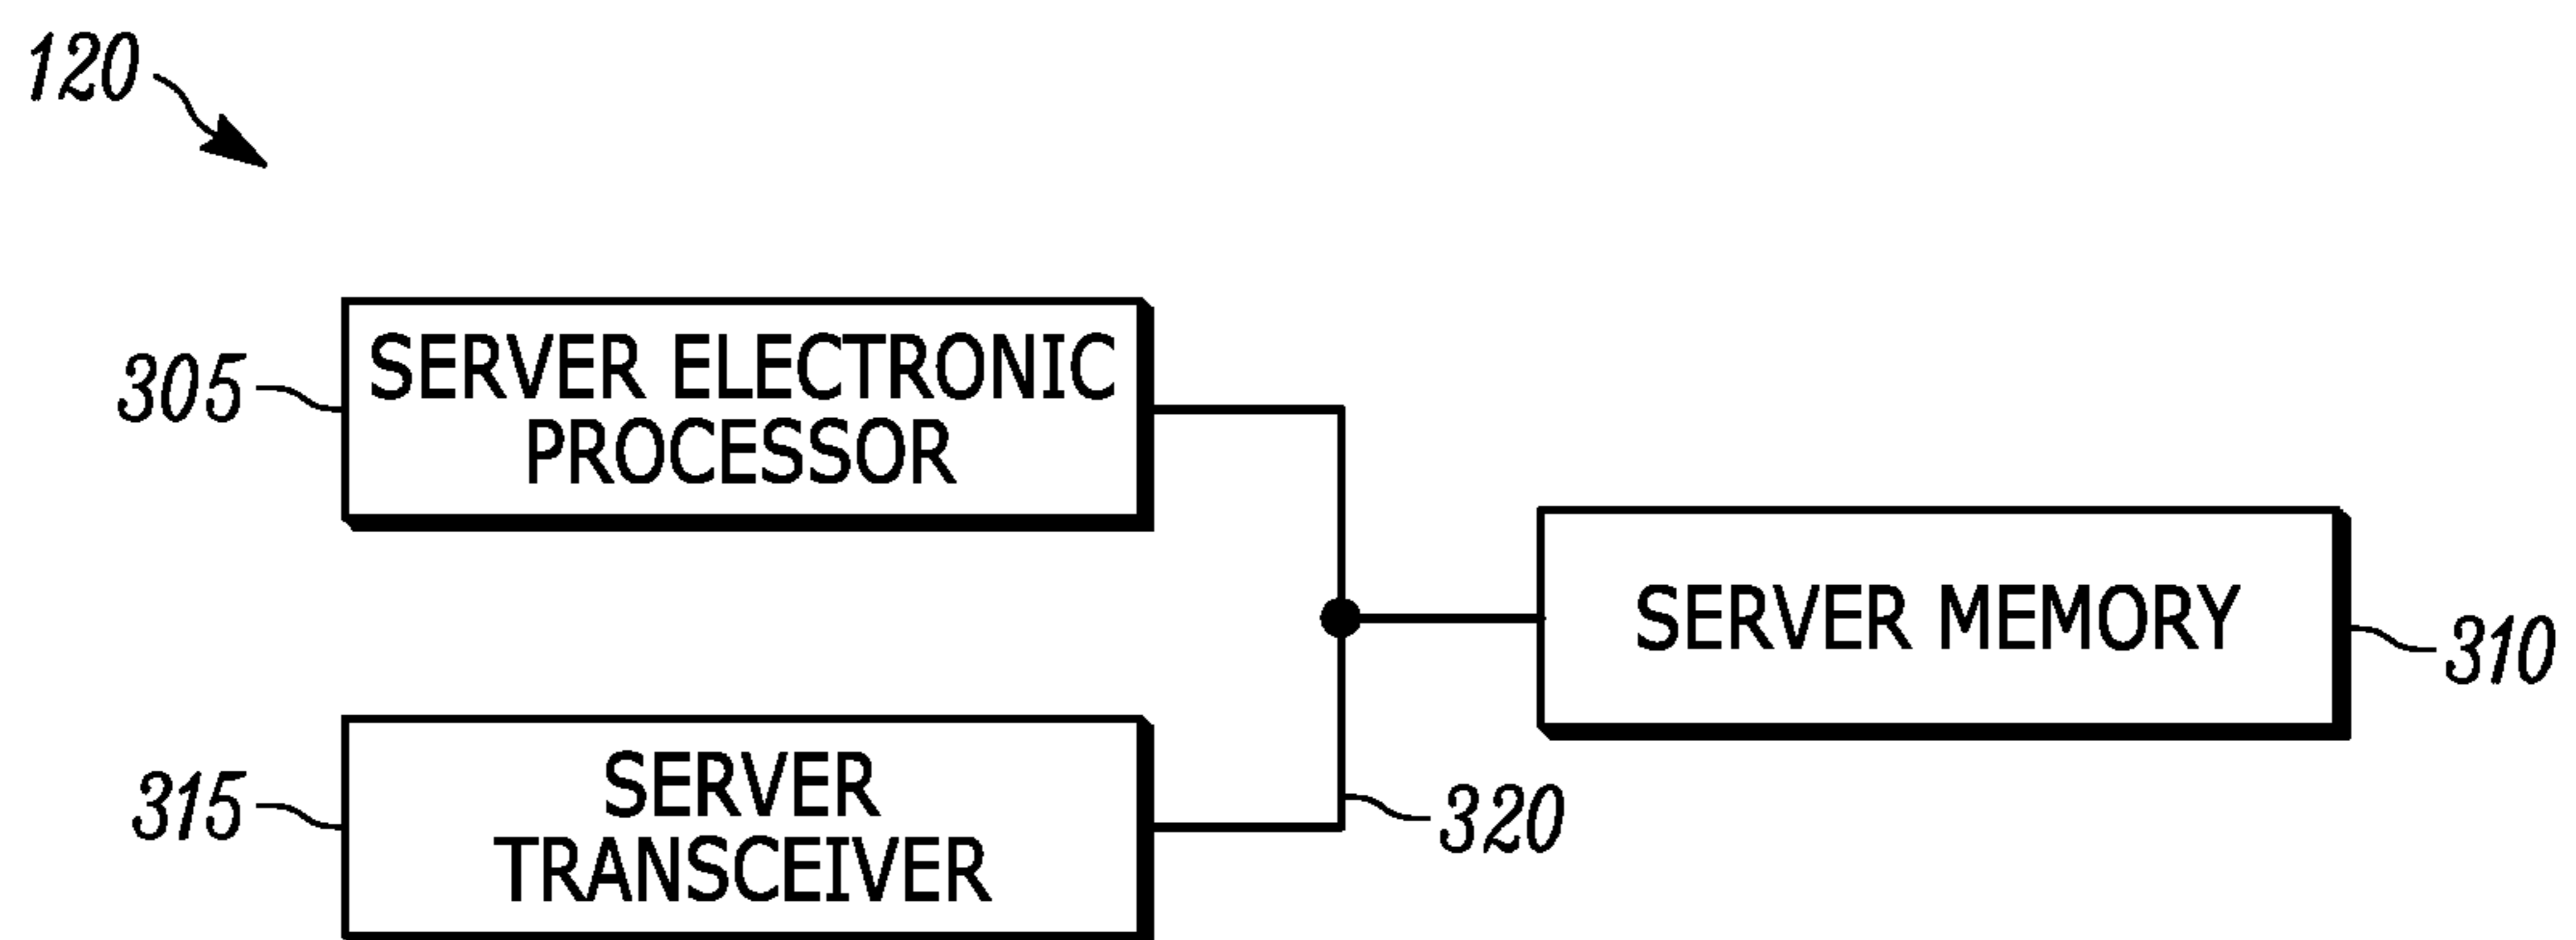 120
305
SERVER ELECTRONIC
PROCESSOR
SERVER MEMORY
310
315
SERVER
TRANSCEIVER
320